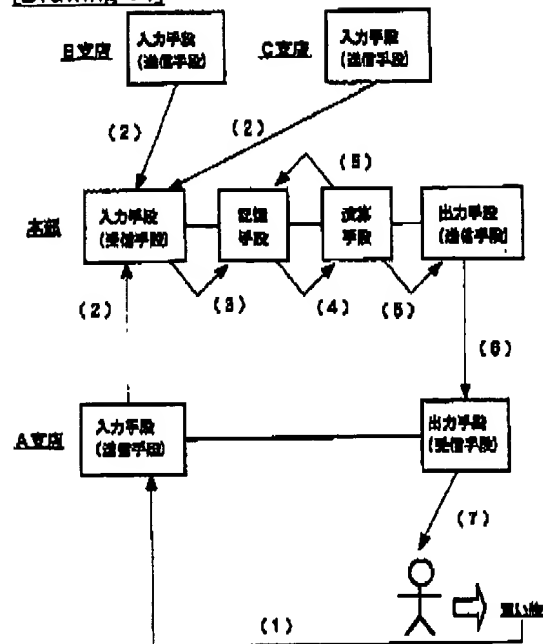 B支店
入力手段
(送信手段)
C支店
入力手段
(送信手段)
(2)
(2)
(5)
本部
入力手段
(受信手段)
記憶
手段
演算
手段
出力手段
(送信手段)
(2)
(3)
(4)
(5)
(6)
A支店
入力手段
(送信手段)
出力手段
(受信手段)
(7)
(1)
買い物